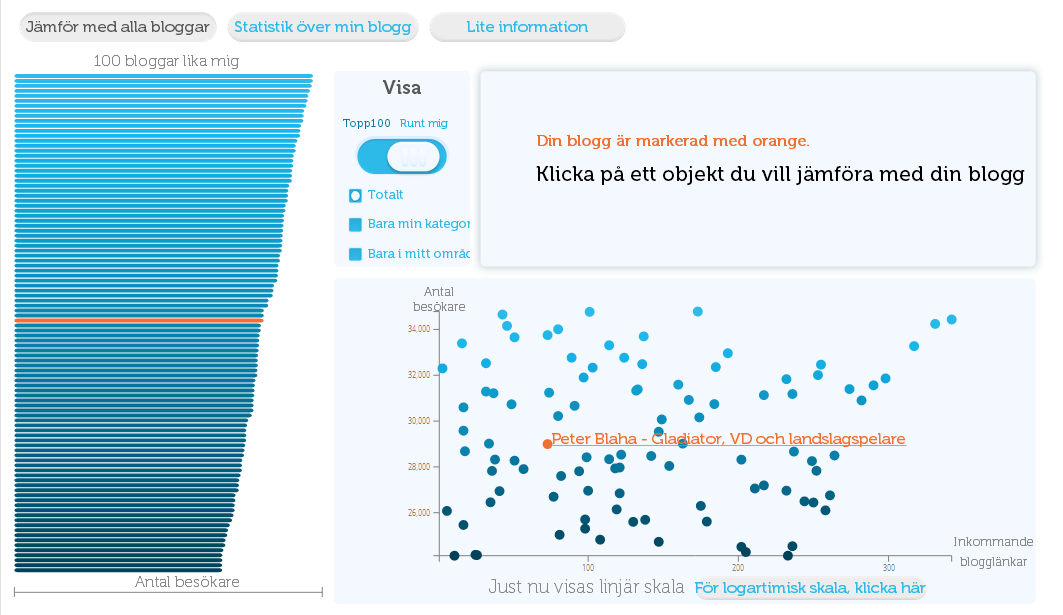 Jämför med alla bloggar
Statistik över min blogg
Lite information
100 bloggar lika mig
Visa
Topp100 Runt mig
Totalt
Bara min kategor
Bara i mitt områd
Din blogg är markerad med orange.
Klicka på ett objekt du vill jämföra med din blogg
Antal
besökare
34,000
32,000
30,000
28,000
26,000
Peter Blaha - Gladiator, VD och landslagspelare
100
200
300
Inkommande
blogglänkar
Antal besökare
Just nu visas linjär skala
För logartimisk skala, klicka här